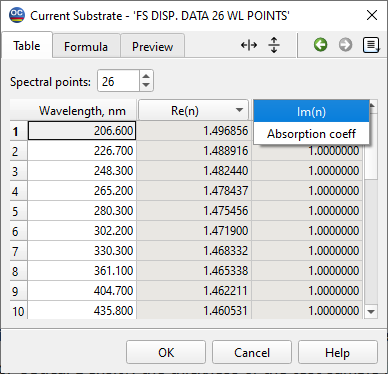 OC Current Substrate - 'FS DISP. DATA 26 WL POINTS'
Table Formula Preview
Spectral points: 26
Wavelength, nm Re(n) Im(n)
Absorption coeff
1 206.600 1.496856
2 226.700 1.488916 1.0000000
3 248.300 1.482440 1.0000000
4 265.200 1.478437 1.0000000
5 280.300 1.475456 1.0000000
6 302.200 1.471900 1.0000000
7 330.300 1.468332 1.0000000
8 361.100 1.465338 1.0000000
9 404.700 1.462211 1.0000000
10 435.800 1.460531 1.0000000
OK Cancel Help